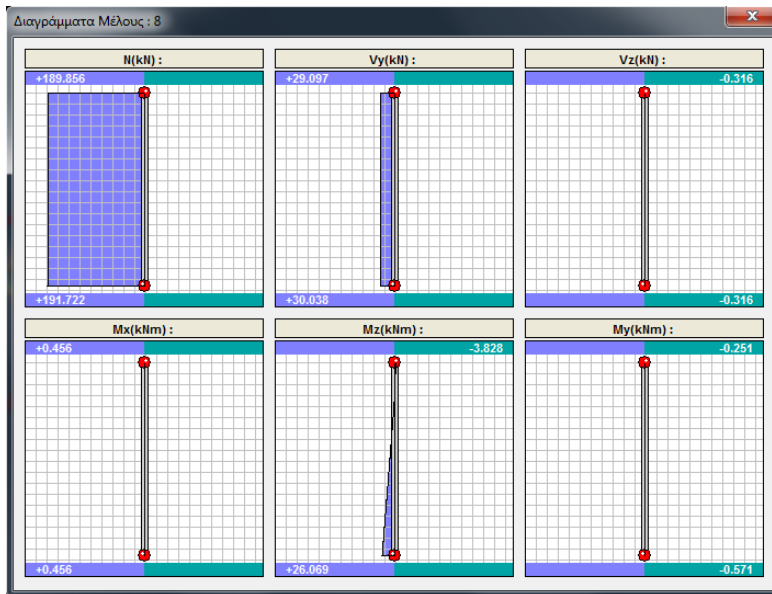 Διαγράμματα Μέλους : 8
N(kN) :
+189.856
+191.722
Vy(kN) :
+29.097
+30.038
Vz(kN) :
-0.316
-0.316
Mx(kNm) :
+0.456
+0.456
Mz(kNm) :
-3.828
+26.069
My(kNm) :
-0.251
-0.571